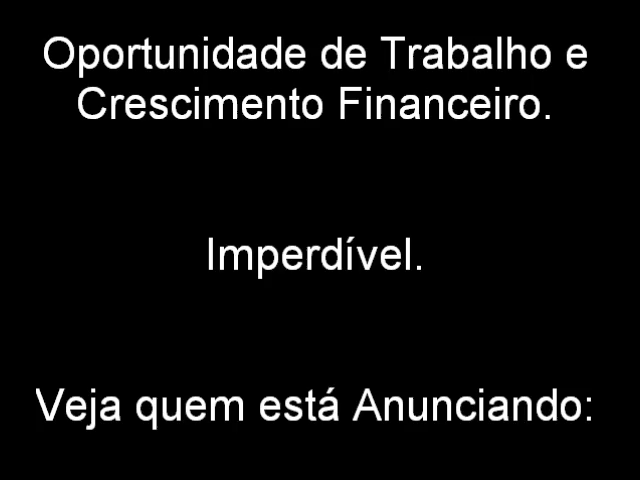 Oportunidade de Trabalho e
Crescimento Financeiro.
Imperdível.
Veja quem está Anunciando: